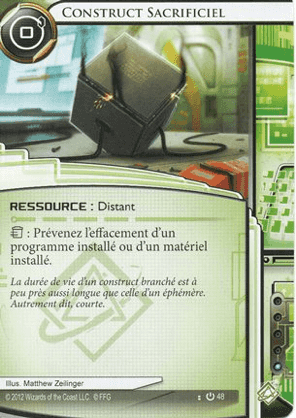 Construct Sacrificiel
0
RESSOURCE : Distant
: Prévenez l'effacement d'un
programme installé ou d'un matériel
installé.
La durée de vie d'un construct branché est à
peu près aussi longue que celle d'un éphémère.
Autrement dit, courte.
Illus. Matthew Zeilinger
© 2012 Wizards of the Coast LLC. © FFG
48